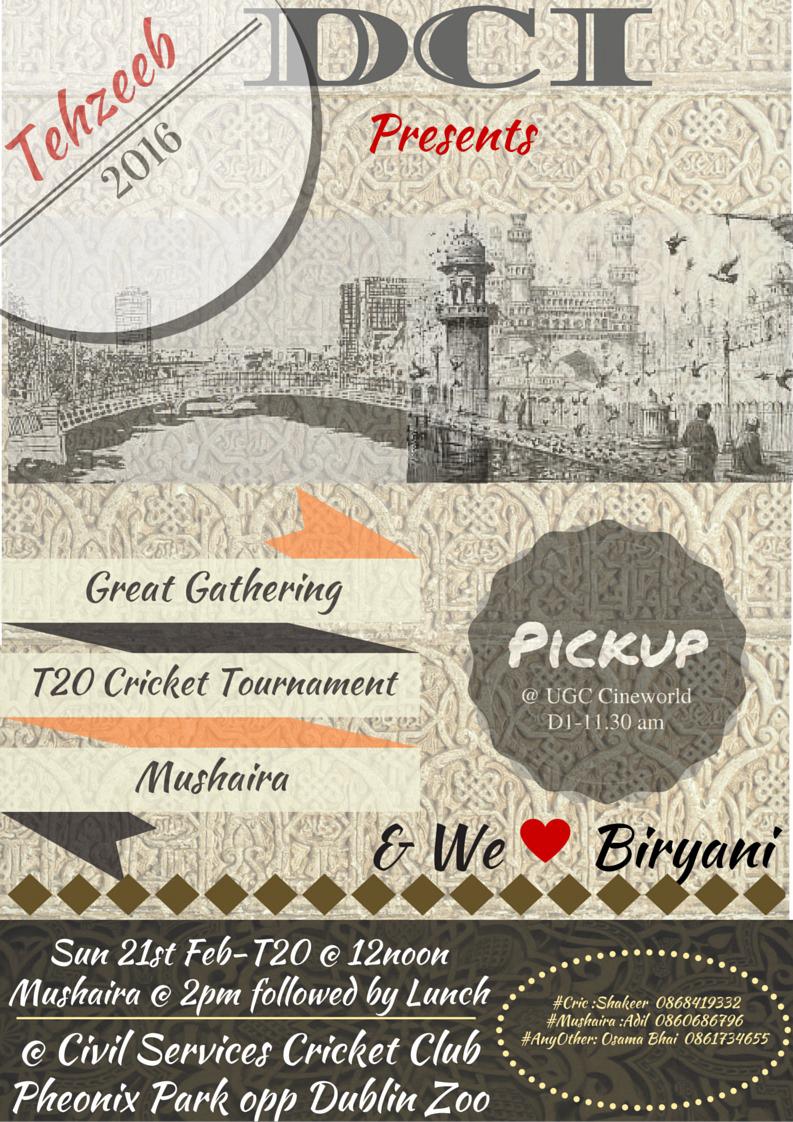 DCI
Tehzeeb
2016
Presents
Great Gathering
T20 Cricket Tournament
Mushaira
PICKUP
@ UGC Cineworld
D1-11.30 am
& We ❤ Biryani
Sun 21st Feb-T20 @ 12noon
Mushaira @ 2pm followed by Lunch
@ Civil Services Cricket Club
Pheonix Park opp Dublin Zoo
#Cric :Shakeer 0868419332
#Mushaira :Adil 0860686796
#AnyOther: Osama Bhai 0861734655